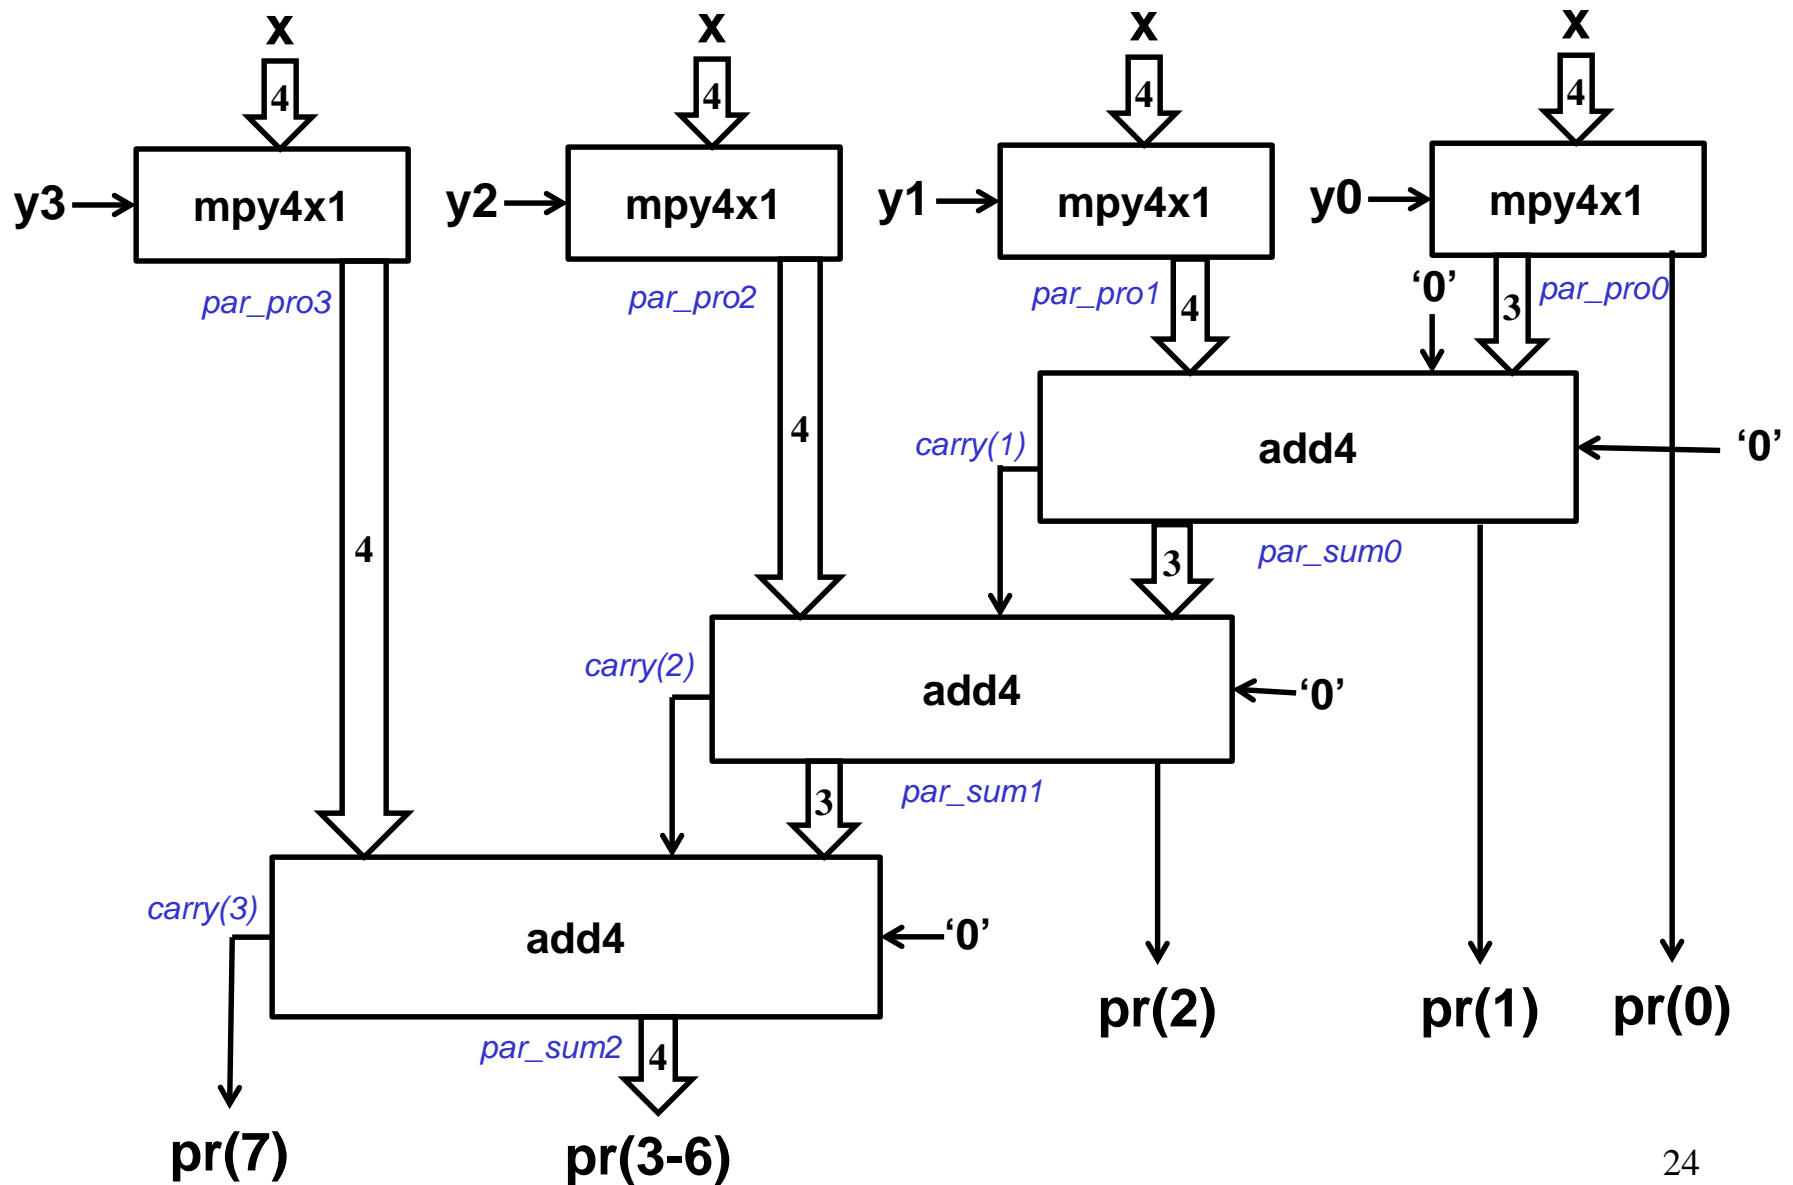 x x x x
4 4 4 4
y3 mpy4x1 y2 mpy4x1 y1 mpy4x1 y0 mpy4x1
par_pro3 par_pro2 par_pro1 4 ‘0’ 3 par_pro0
4 carry(1) add4 ‘0’
4 3 par_sum0
carry(2) add4 ‘0’
3 par_sum1
carry(3) add4 ‘0’
pr(2) pr(1) pr(0)
par_sum2 4
pr(7) pr(3-6)
24